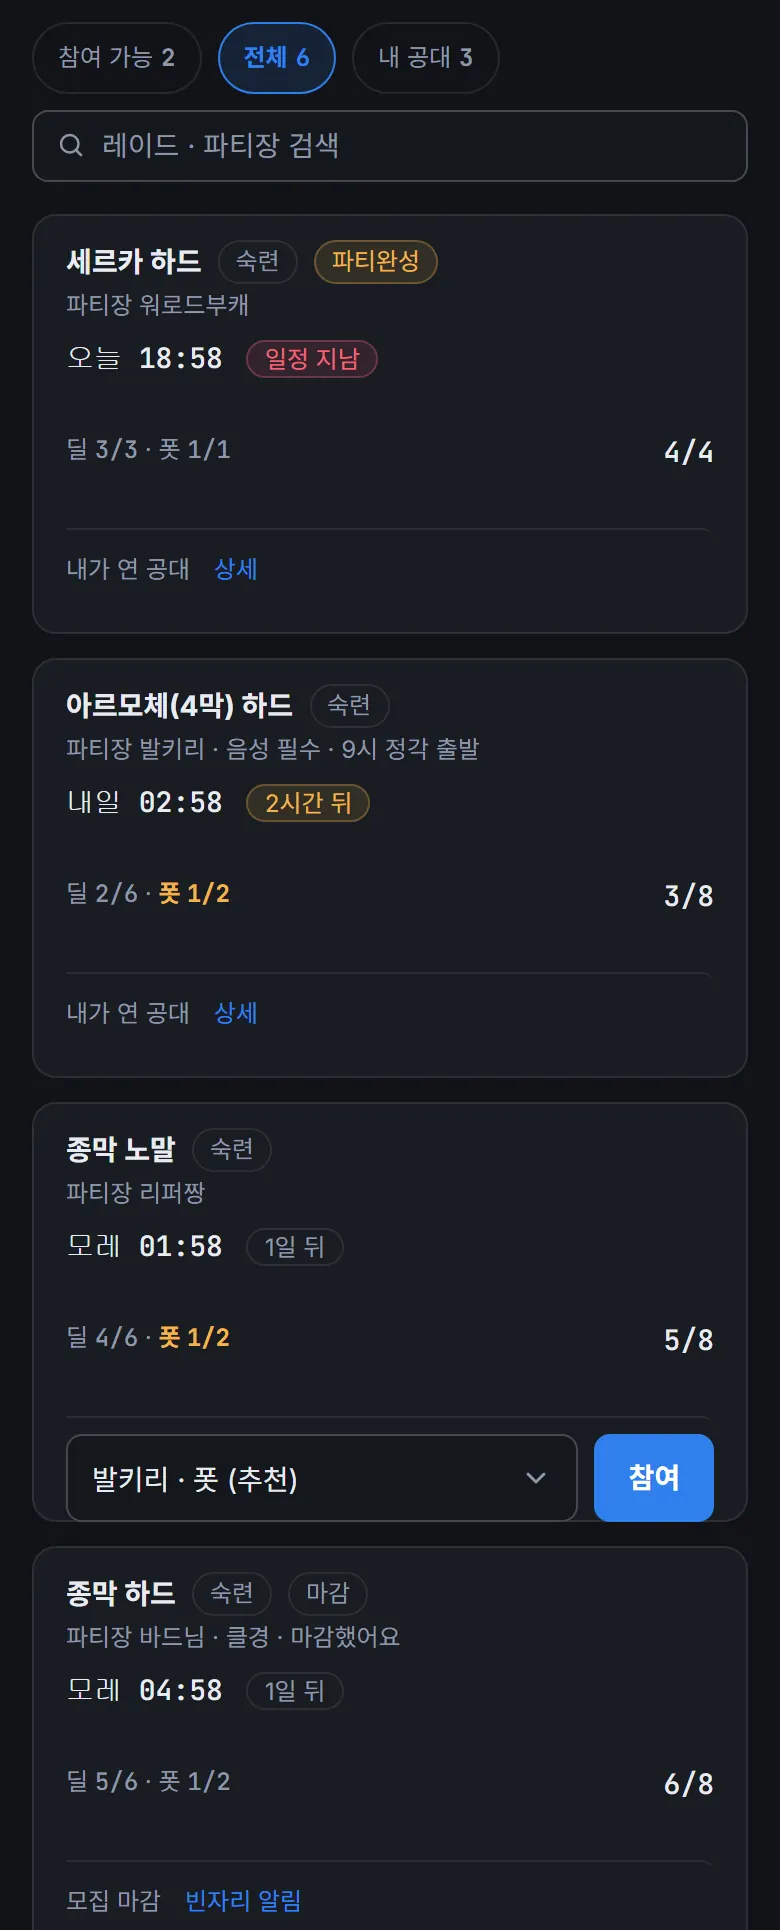 참여 가능 2 전체 6 내 공대 3
레이드 · 파티장 검색
세르카 하드 숙련 파티완성
파티장 워로드부캐
오늘 18:58 일정 지남
딜 3/3 · 폿 1/1 4/4
내가 연 공대 상세
아르모체(4막) 하드 숙련
파티장 발키리 · 음성 필수 · 9시 정각 출발
내일 02:58 2시간 뒤
딜 2/6 · 폿 1/2 3/8
내가 연 공대 상세
종막 노말 숙련
파티장 리퍼짱
모레 01:58 1일 뒤
딜 4/6 · 폿 1/2 5/8
발키리 · 폿 (추천) 참여
종막 하드 숙련 마감
파티장 바드님 · 클경 · 마감했어요
모레 04:58 1일 뒤
딜 5/6 · 폿 1/2 6/8
모집 마감 빈자리 알림